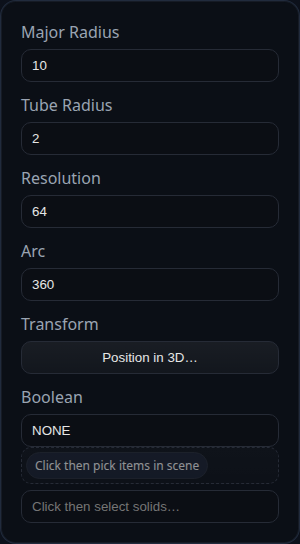 Major Radius
10
Tube Radius
2
Resolution
64
Arc
360
Transform
Position in 3D…
Boolean
NONE
Click then pick items in scene
Click then select solids…